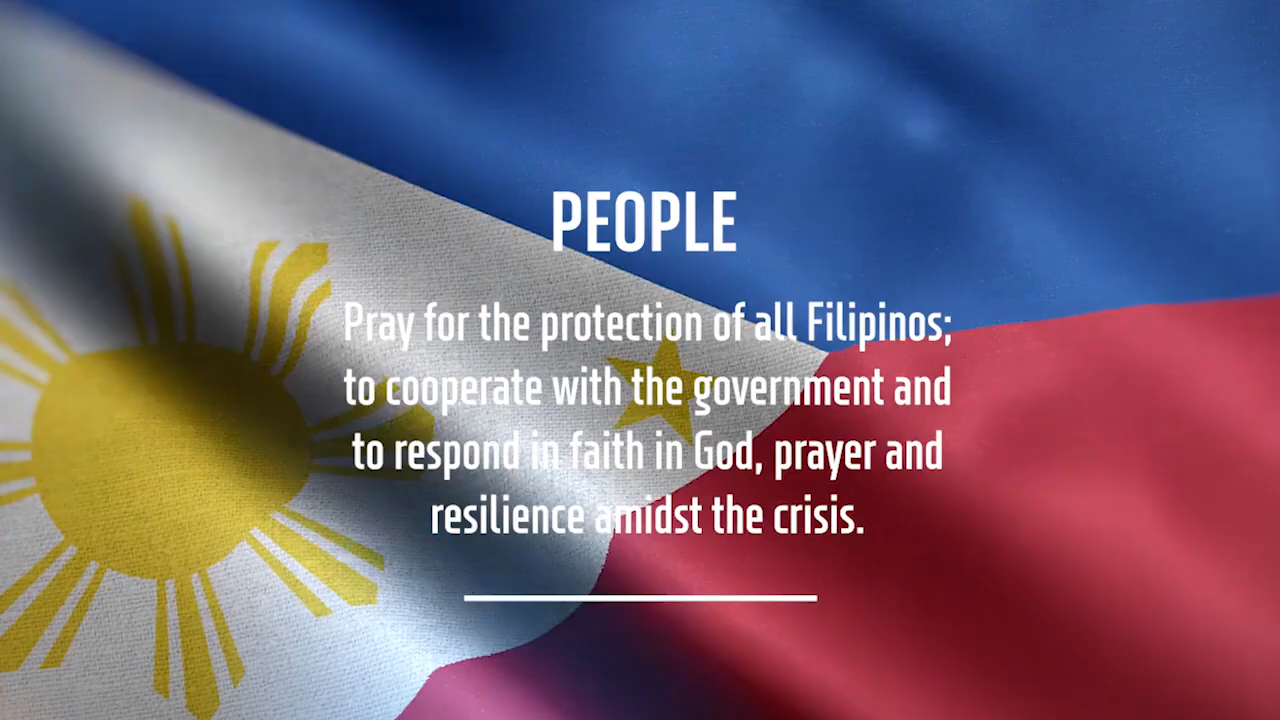 PEOPLE
Pray for the protection of all Filipinos;
to cooperate with the government and
to respond in faith in God, prayer and
resilience amidst the crisis.